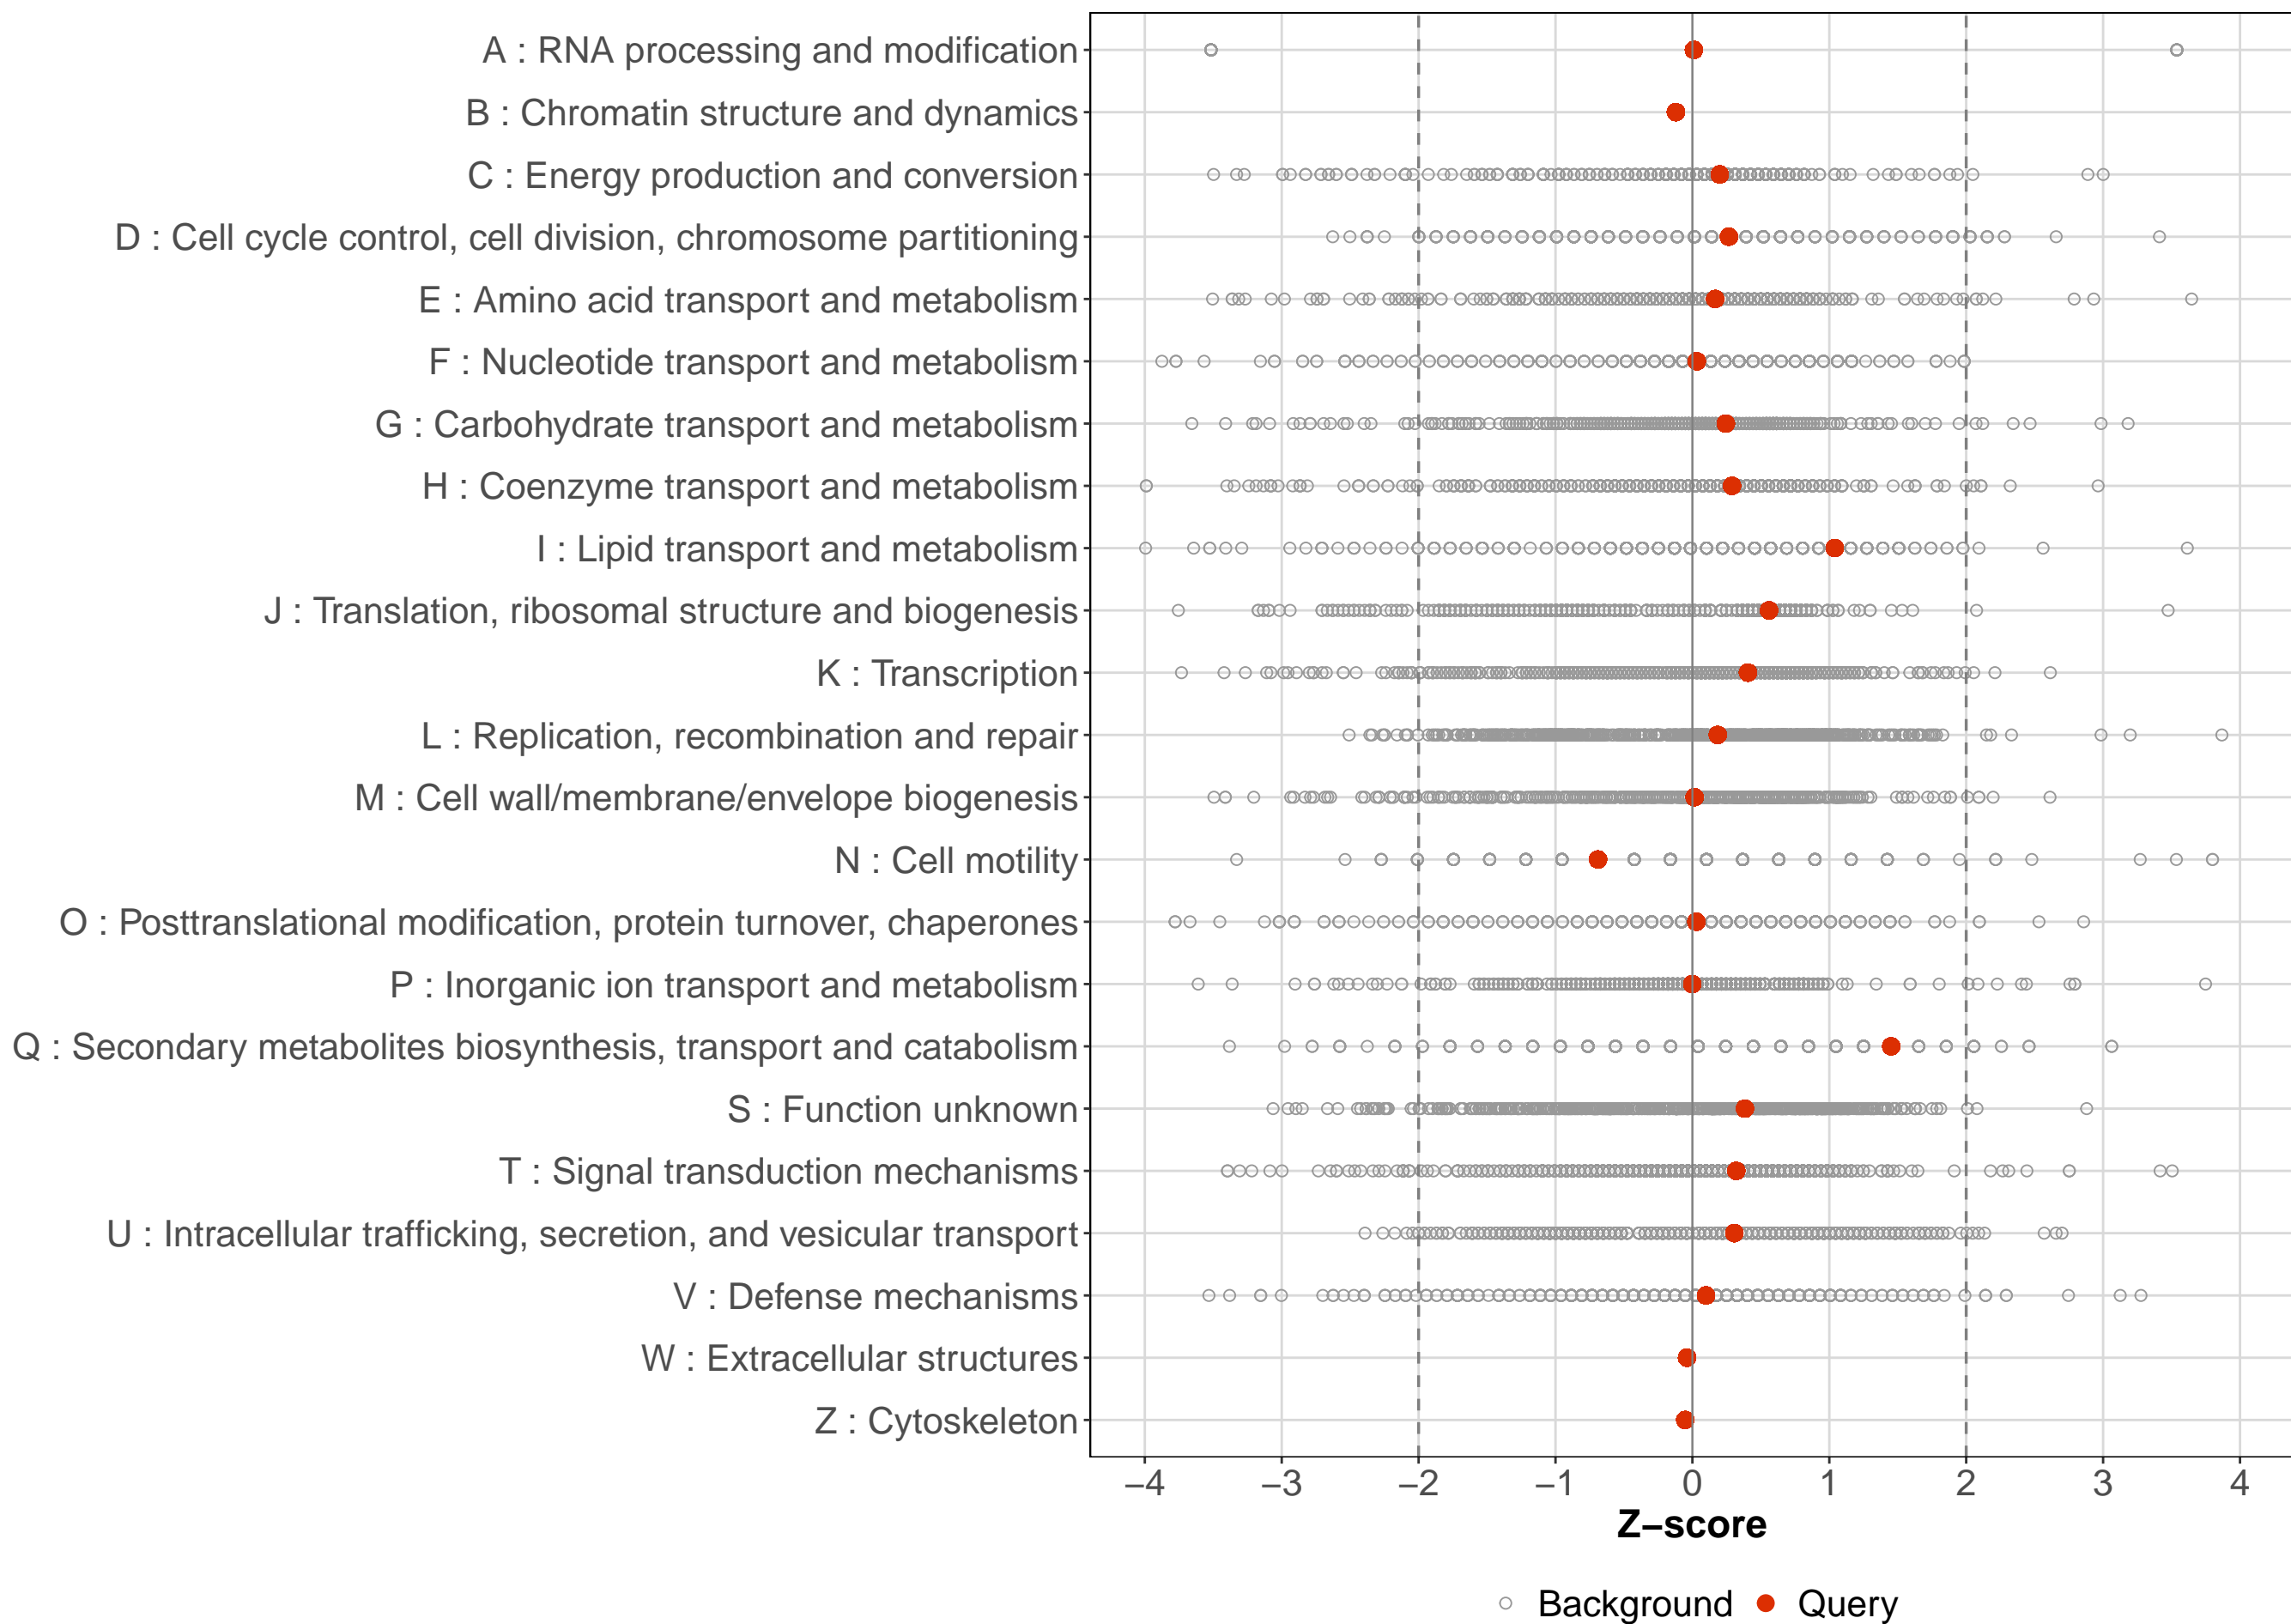 A : RNA processing and modification
B : Chromatin structure and dynamics
C : Energy production and conversion
D : Cell cycle control, cell division, chromosome partitioning
E : Amino acid transport and metabolism
F : Nucleotide transport and metabolism
G : Carbohydrate transport and metabolism
H : Coenzyme transport and metabolism
I : Lipid transport and metabolism
J : Translation, ribosomal structure and biogenesis
K : Transcription
L : Replication, recombination and repair
M : Cell wall/membrane/envelope biogenesis
N : Cell motility
O : Posttranslational modification, protein turnover, chaperones
P : Inorganic ion transport and metabolism
Q : Secondary metabolites biosynthesis, transport and catabolism
S : Function unknown
T : Signal transduction mechanisms
U : Intracellular trafficking, secretion, and vesicular transport
V : Defense mechanisms
W : Extracellular structures
Z : Cytoskeleton
−4 −3 −2 −1 0 1 2 3 4
Z−score
Background Query